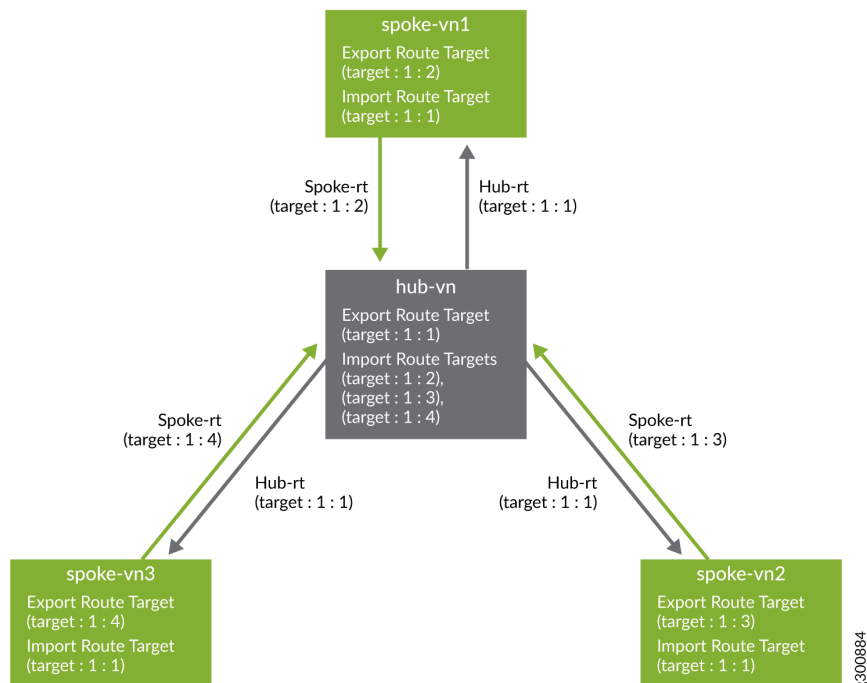 spoke-vn1
Export Route Target
(target : 1 : 2)
Import Route Target
(target : 1 : 1)
Spoke-rt
(target : 1 : 2)
Hub-rt
(target : 1 : 1)
hub-vn
Export Route Target
(target : 1 : 1)
Import Route Targets
(target : 1 : 2),
(target : 1 : 3),
(target : 1 : 4)
Spoke-rt
(target : 1 : 4)
Hub-rt
(target : 1 : 1)
Spoke-rt
(target : 1 : 3)
Hub-rt
(target : 1 : 1)
spoke-vn3
Export Route Target
(target : 1 : 4)
Import Route Target
(target : 1 : 1)
spoke-vn2
Export Route Target
(target : 1 : 3)
Import Route Target
(target : 1 : 1)
300884